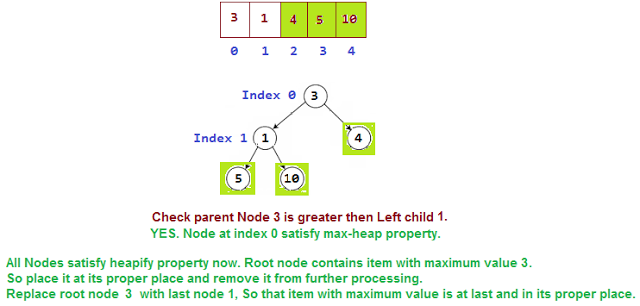 3 1 4 5 10
0 1 2 3 4
Index 0 3
Index 1 1 4
5 10
Check parent Node 3 is greater then Left child 1.
YES. Node at index 0 satisfy max-heap property.
All Nodes satisfy heapify property now. Root node contains item with maximum value 3.
So place it at its proper place and remove it from further processing.
Replace root node 3 with last node 1, So that item with maximum value is at last and in its proper place.